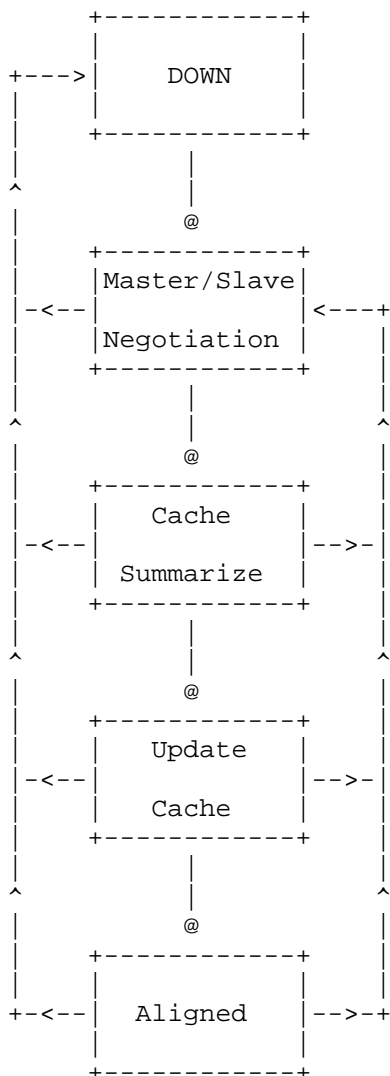 DOWN
@
Master/Slave
Negotiation
@
Cache
Summarize
@
Update
Cache
@
Aligned